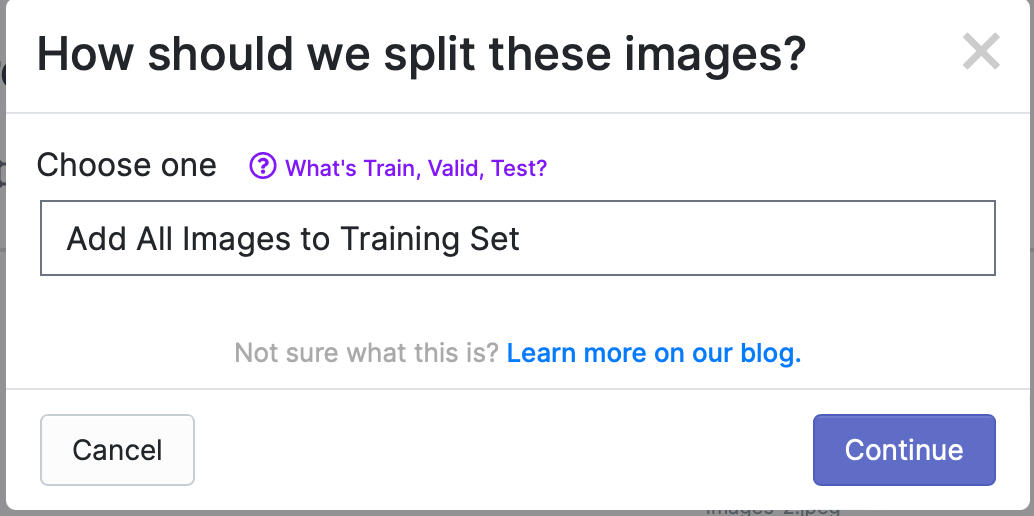 How should we split these images?
Choose one
What's Train, Valid, Test?
Add All Images to Training Set
Not sure what this is? Learn more on our blog.
Cancel
Continue